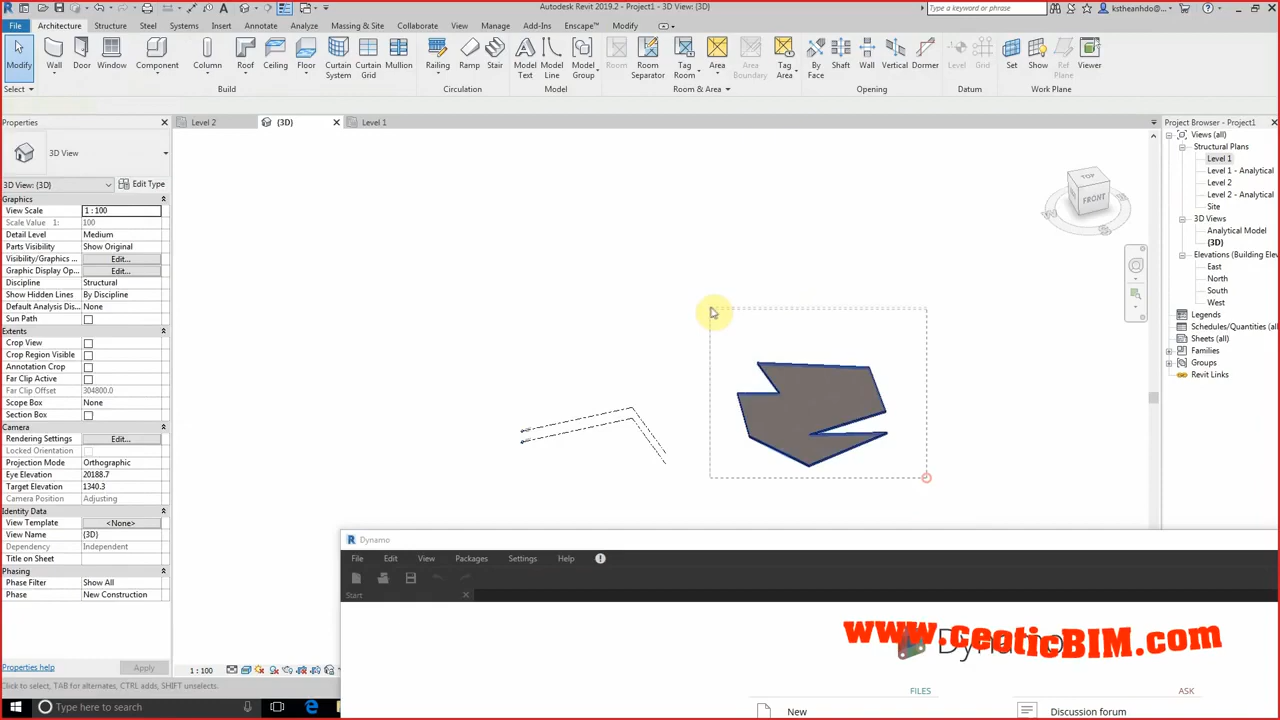 Autodesk Revit 2019.2 - Project1 - 3D View: {3D}
Type a keyword or phrase
kstheanhdo
File Architecture Structure Steel Systems Insert Annotate Analyze Massing & Site Collaborate View Manage Add-Ins Enscape™ Modify
Modify Wall Door Window Component Column Roof Ceiling Floor Curtain System Curtain Grid Mullion Railing Ramp Stair Model Text Model Line Model Group Room Room Separator Tag Room Area Area Boundary Tag Area By Face Shaft Wall Vertical Dormer Level Grid Set Show Ref Plane Viewer
Select Build Circulation Model Room & Area Opening Datum Work Plane
Properties
Level 2
{3D}
Level 1
3D View
3D View: {3D}
Edit Type
Graphics
View Scale 1 : 100
Scale Value 1: 100
Detail Level Medium
Parts Visibility Show Original
Visibility/Graphics ... Edit...
Graphic Display Op... Edit...
Discipline Structural
Show Hidden Lines By Discipline
Default Analysis Dis... None
Sun Path
Extents
Crop View
Crop Region Visible
Annotation Crop
Far Clip Active
Far Clip Offset 304800.0
Scope Box None
Section Box
Camera
Rendering Settings Edit...
Locked Orientation
Projection Mode Orthographic
Eye Elevation 20188.7
Target Elevation 1340.3
Camera Position Adjusting
Identity Data
View Template <None>
View Name {3D}
Dependency Independent
Title on Sheet
Phasing
Phase Filter Show All
Phase New Construction
Properties help
Apply
TOP
FRONT
Project Browser - Project1
Views (all)
Structural Plans
Level 1
Level 1 - Analytical
Level 2
Level 2 - Analytical
Site
3D Views
Analytical Model
{3D}
Elevations (Building Elev
East
North
South
West
Legends
Schedules/Quantities (all
Sheets (all)
Families
Groups
Revit Links
1 : 100
Click to select, TAB for alternates, CTRL adds, SHIFT unselects.
Type here to search
Dynamo
File Edit View Packages Settings Help
Start
Dynamo
www.CeoticBIM.com
FILES
ASK
New
Discussion forum